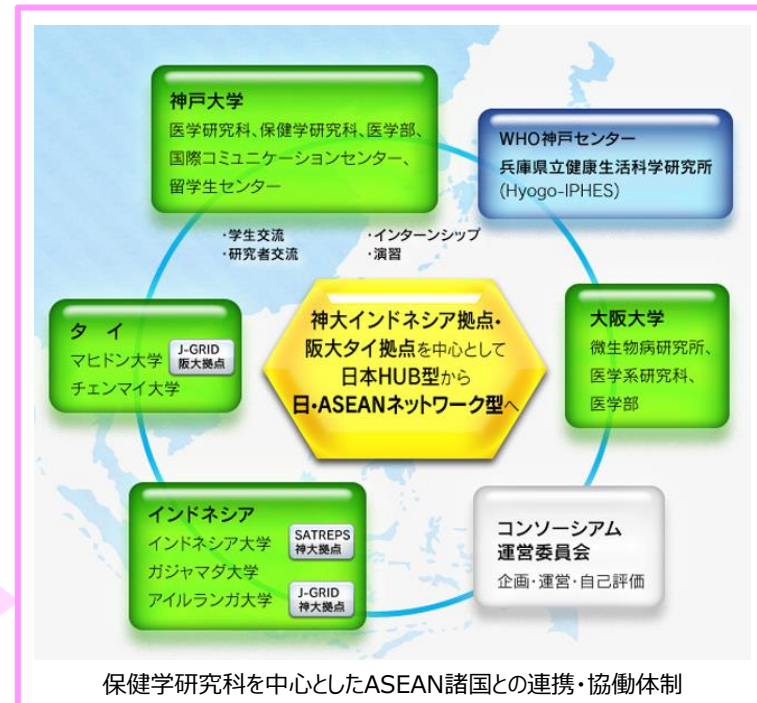 神戸大学
医学研究科、保健学研究科、医学部、
国際コミュニケーションセンター、
留学生センター
WHO神戸センター
兵庫県立健康生活科学研究所
(Hyogo-IPHES)
・学生交流
・研究者交流
・インターンシップ
・演習
タイ
マヒドン大学
チェンマイ大学
J-GRID
阪大拠点
神大インドネシア拠点・
阪大タイ拠点を中心として
日本HUB型から
日・ASEANネットワーク型へ
大阪大学
微生物病研究所、
医学系研究科、
医学部
インドネシア
インドネシア大学
ガジャマダ大学
アイルランガ大学
SATREPS
神大拠点
J-GRID
神大拠点
コンソーシアム
運営委員会
企画・運営・自己評価
保健学研究科を中心としたASEAN諸国との連携・協働体制